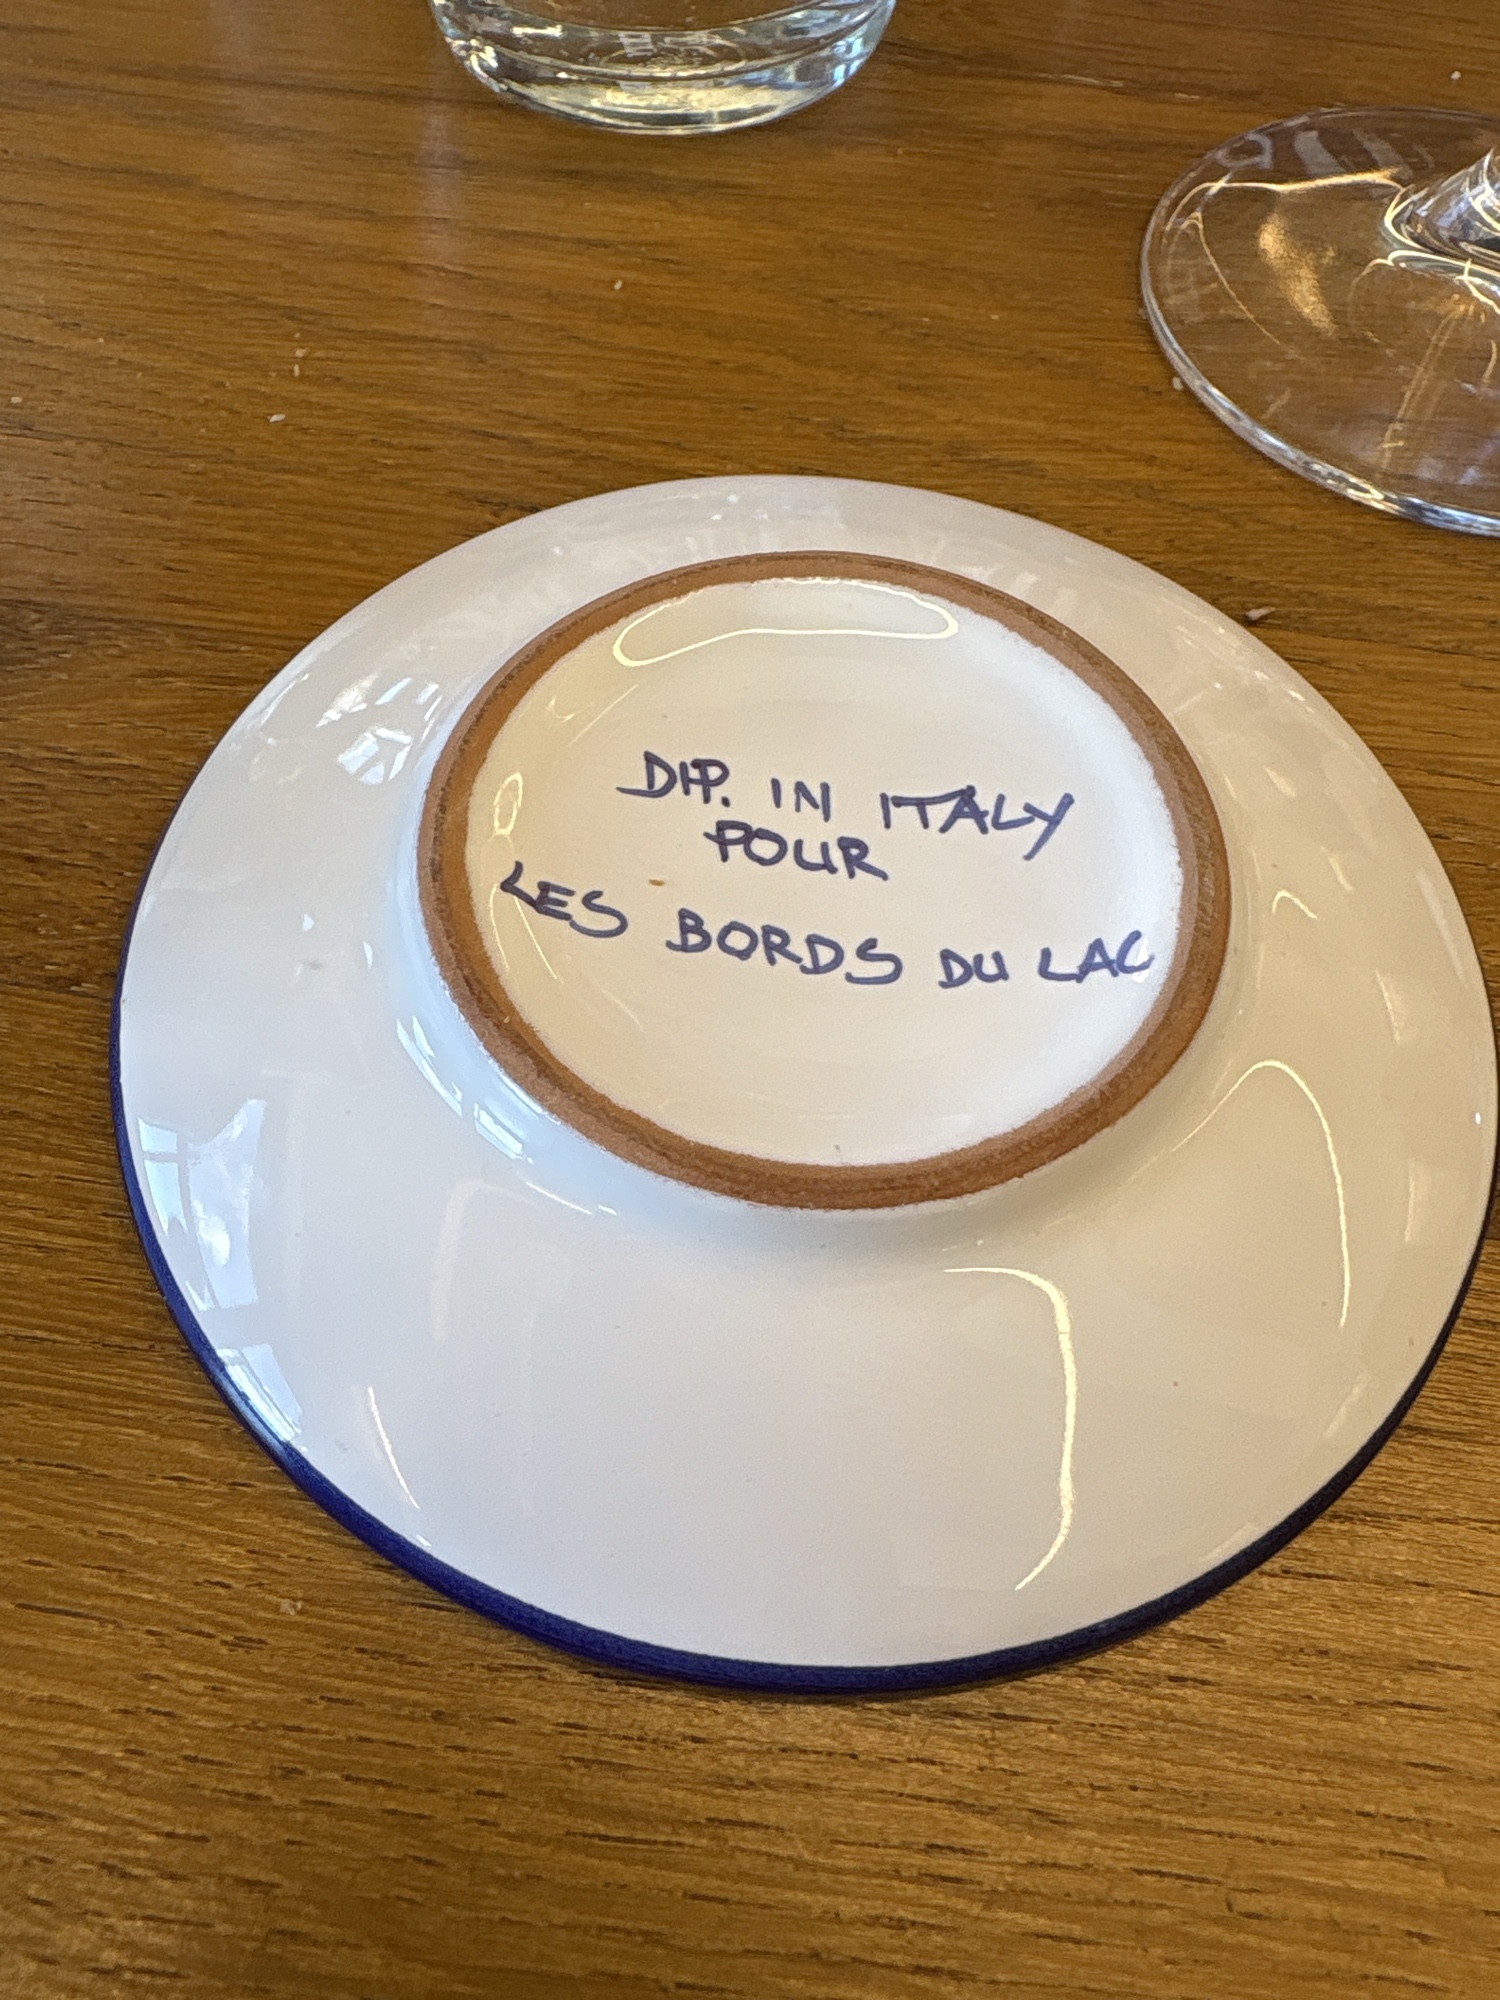 DIP. IN ITALY
POUR
LES BORDS DU LAC